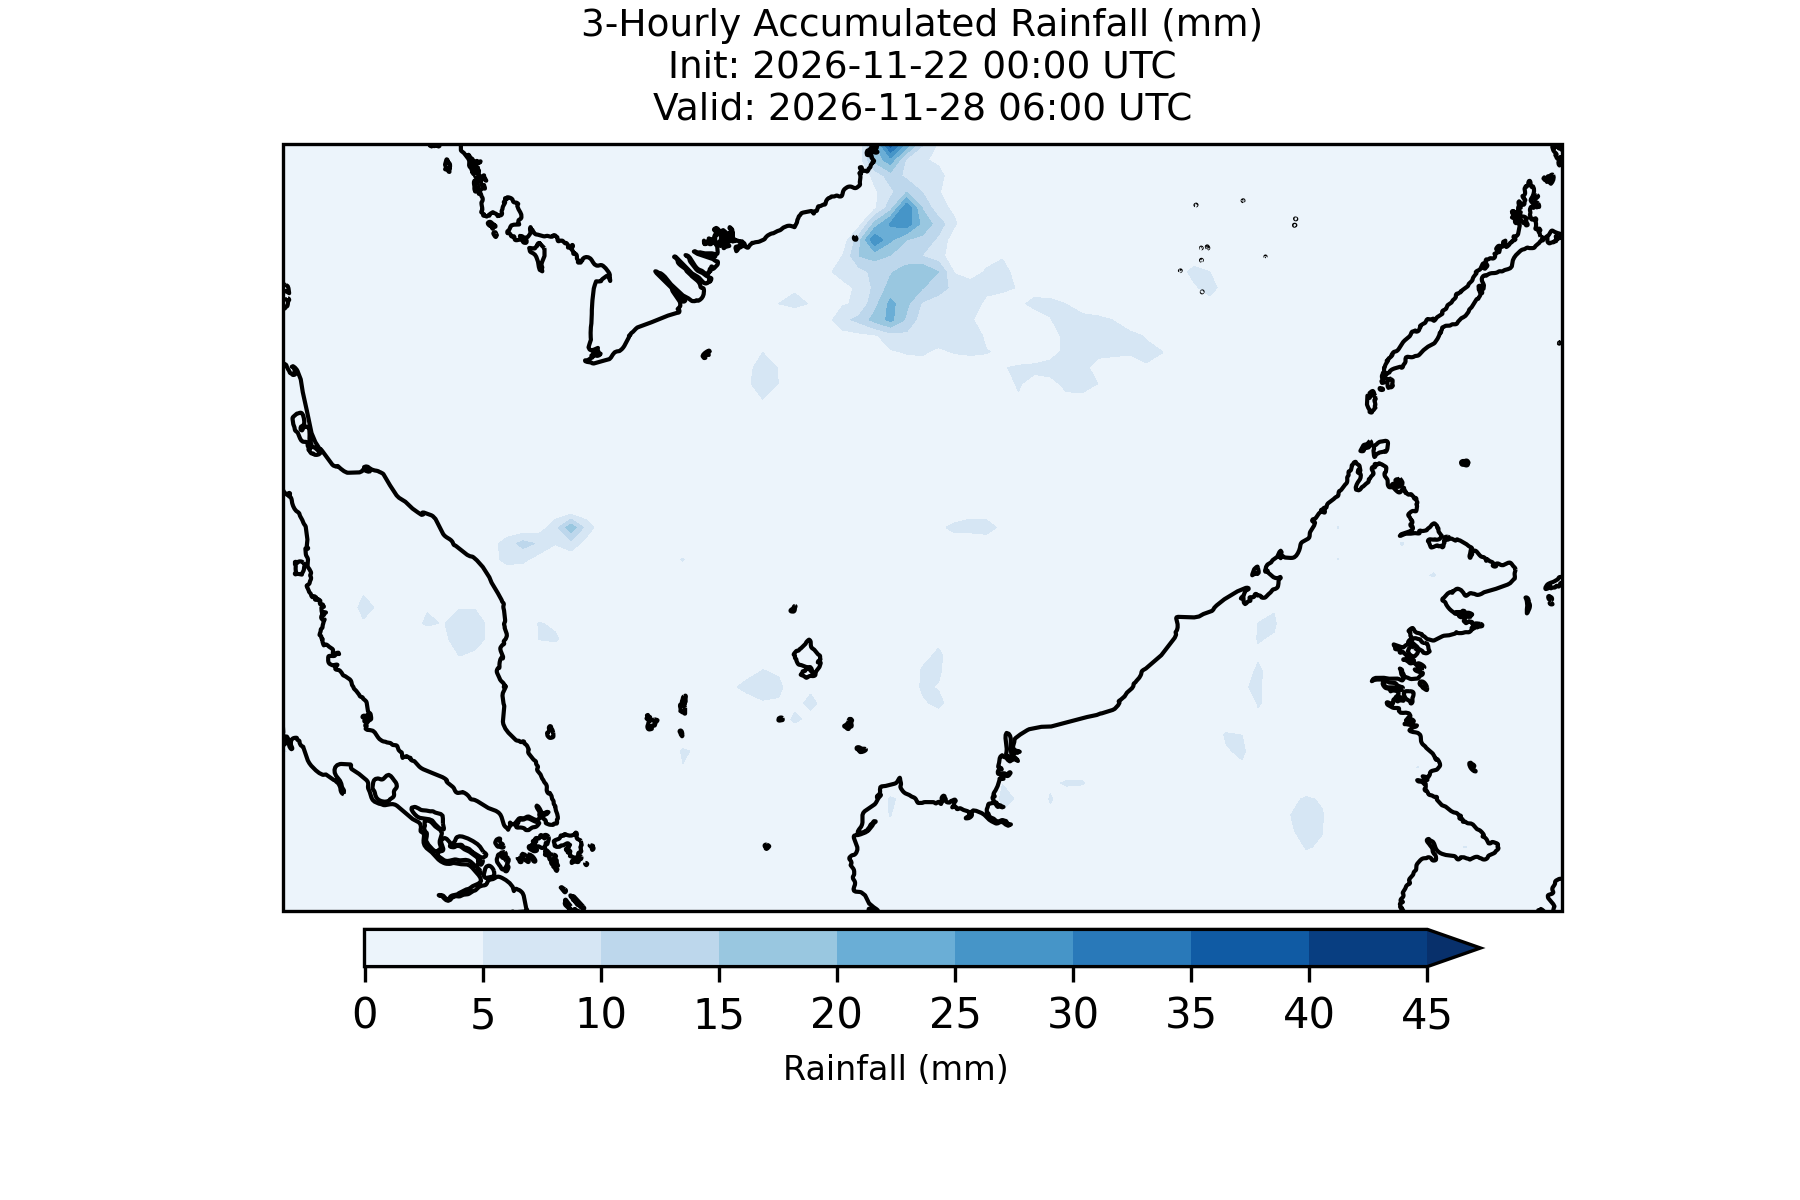 3-Hourly Accumulated Rainfall (mm)
Init: 2026-11-22 00:00 UTC
Valid: 2026-11-28 06:00 UTC
0 5 10 15 20 25 30 35 40 45
Rainfall (mm)